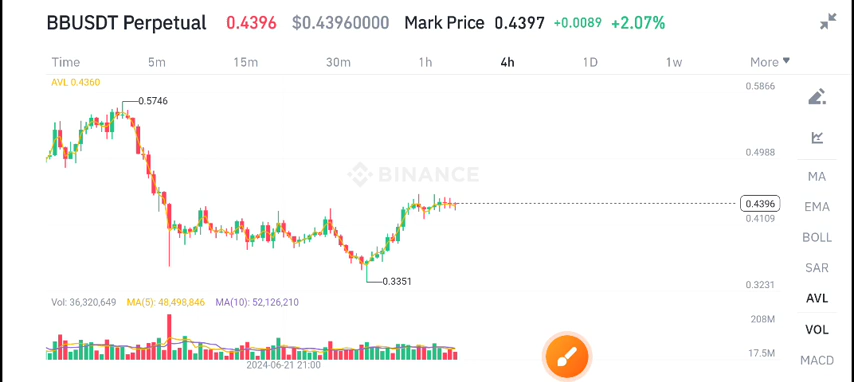 BBUSDT Perpetual 0.4396 $0.43960000 Mark Price 0.4397 +0.0089 +2.07%
Time 5m 15m 30m 1h 4h 1D 1w More
AVL 0.4360
0.5866
0.5746
0.4988
BINANCE
MA
0.4396
EMA
0.4109
BOLL
SAR
0.3351
0.3231
AVL
Vol: 36,320,649 MA(5): 48,498,846 MA(10): 52,126,210
208M
VOL
17.5M
MACD
2024-06-21 21:00